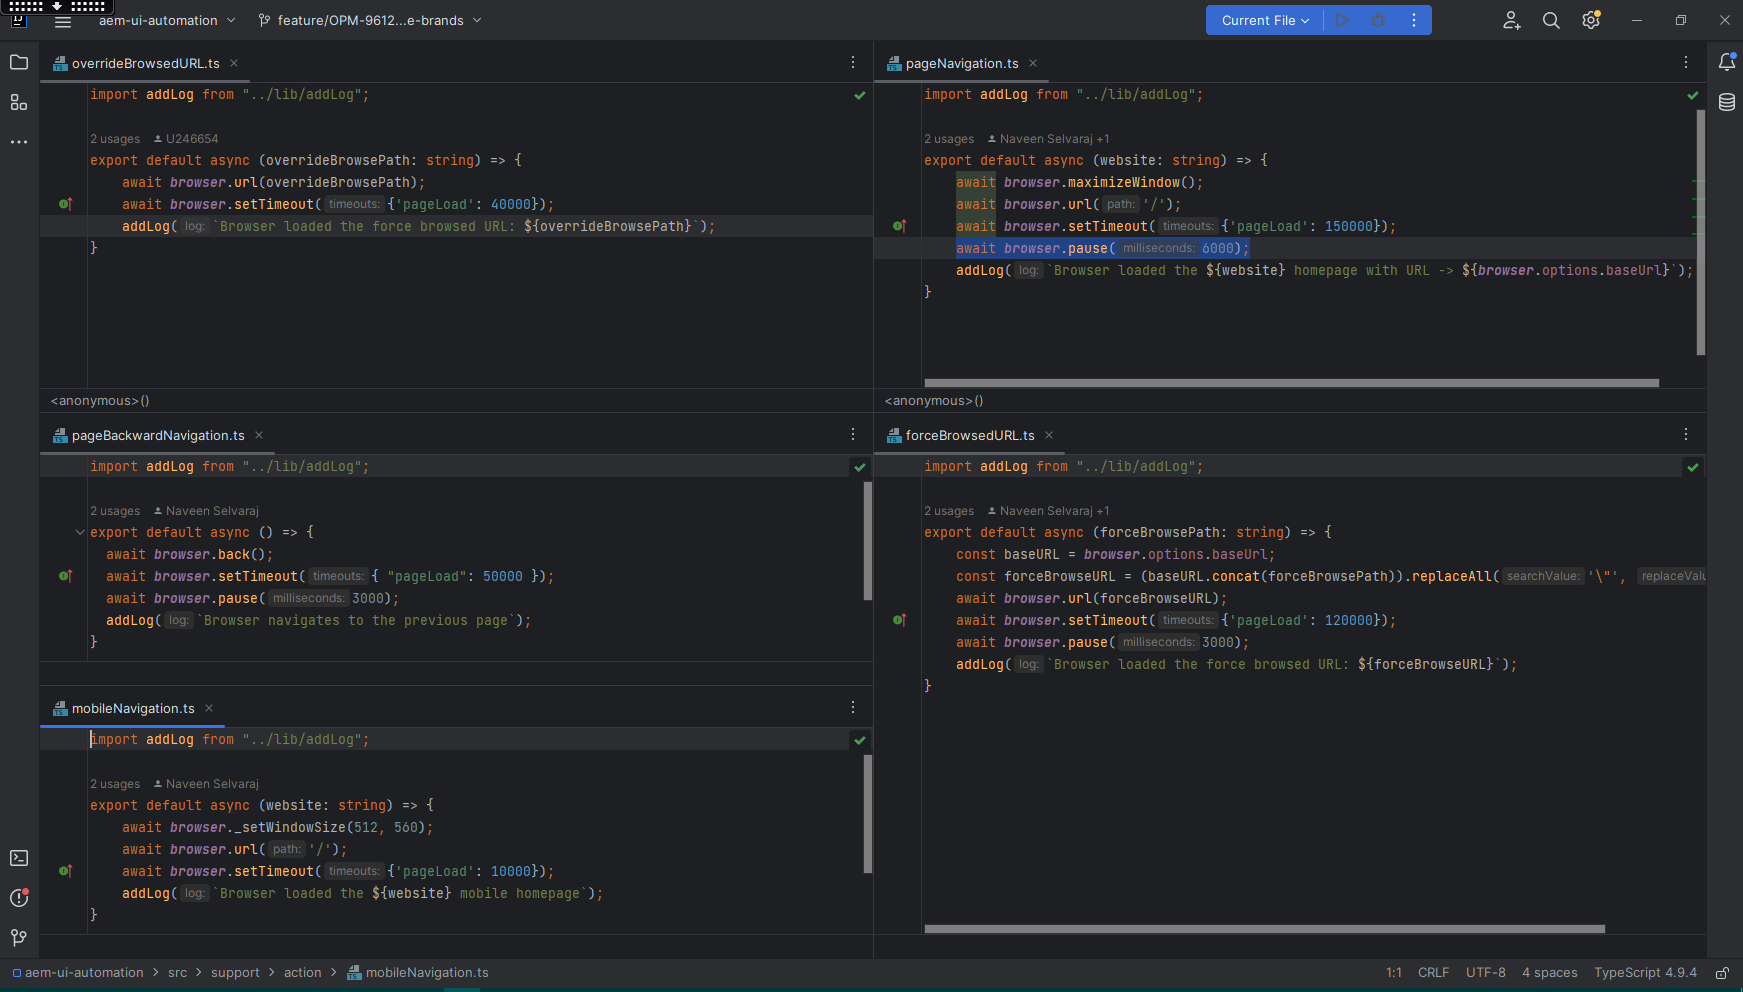 IJ
aem-ui-automation
feature/OPM-9612...e-brands
Current File
overrideBrowsedURL.ts
import addLog from "../lib/addLog";
2 usages U246654
export default async (overrideBrowsePath: string) => {
await browser.url(overrideBrowsePath);
await browser.setTimeout( timeouts: {'pageLoad': 40000});
addLog( log: `Browser loaded the force browsed URL: ${overrideBrowsePath}`);
}
<anonymous>()
pageNavigation.ts
import addLog from "../lib/addLog";
2 usages Naveen Selvaraj +1
export default async (website: string) => {
await browser.maximizeWindow();
await browser.url( path: '/');
await browser.setTimeout( timeouts: {'pageLoad': 150000});
await browser.pause( milliseconds: 6000);
addLog( log: `Browser loaded the ${website} homepage with URL -> ${browser.options.baseUrl}`);
}
<anonymous>()
pageBackwardNavigation.ts
import addLog from "../lib/addLog";
2 usages Naveen Selvaraj
export default async () => {
await browser.back();
await browser.setTimeout( timeouts: { "pageLoad": 50000 });
await browser.pause( milliseconds: 3000);
addLog( log: `Browser navigates to the previous page`);
}
forceBrowsedURL.ts
import addLog from "../lib/addLog";
2 usages Naveen Selvaraj +1
export default async (forceBrowsePath: string) => {
const baseURL = browser.options.baseUrl;
const forceBrowseURL = (baseURL.concat(forceBrowsePath)).replaceAll( searchValue: '\"', replaceValu
await browser.url(forceBrowseURL);
await browser.setTimeout( timeouts: {'pageLoad': 120000});
await browser.pause( milliseconds: 3000);
addLog( log: `Browser loaded the force browsed URL: ${forceBrowseURL}`);
}
mobileNavigation.ts
import addLog from "../lib/addLog";
2 usages Naveen Selvaraj
export default async (website: string) => {
await browser._setWindowSize(512, 560);
await browser.url( path: '/');
await browser.setTimeout( timeouts: {'pageLoad': 10000});
addLog( log: `Browser loaded the ${website} mobile homepage`);
}
aem-ui-automation > src > support > action > mobileNavigation.ts
1:1 CRLF UTF-8 4 spaces TypeScript 4.9.4